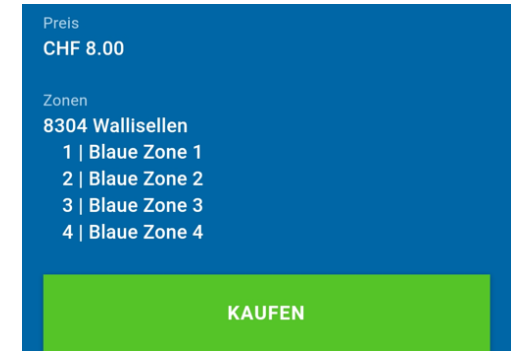 Preis
CHF 8.00
Zonen
8304 Wallisellen
1 | Blaue Zone 1
2 | Blaue Zone 2
3 | Blaue Zone 3
4 | Blaue Zone 4
KAUFEN